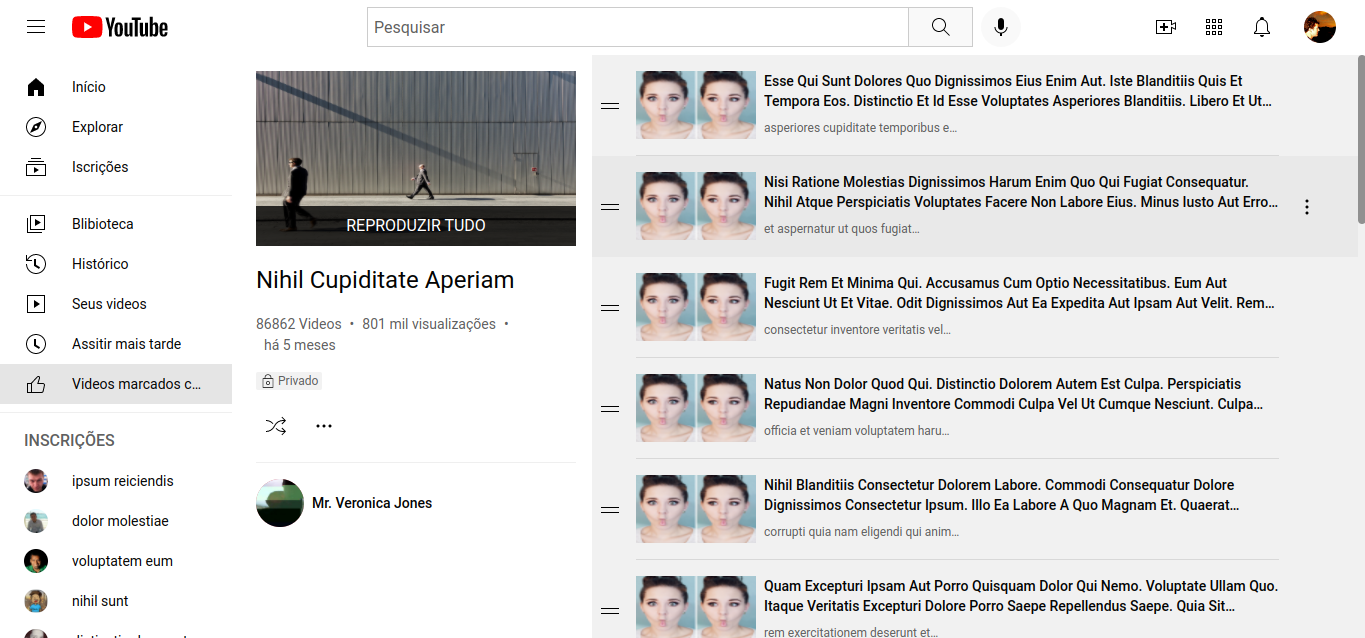 YouTube
Pesquisar
Início
Explorar
Iscrições
Blibioteca
Histórico
Seus videos
Assitir mais tarde
Videos marcados c...
INSCRIÇÕES
ipsum reiciendis
dolor molestiae
voluptatem eum
nihil sunt
REPRODUZIR TUDO
Nihil Cupiditate Aperiam
86862 Videos • 801 mil visualizações •
há 5 meses
Privado
Mr. Veronica Jones
Esse Qui Sunt Dolores Quo Dignissimos Eius Enim Aut. Iste Blanditiis Quis Et
Tempora Eos. Distinctio Et Id Esse Voluptates Asperiores Blanditiis. Libero Et Ut...
asperiores cupiditate temporibus e...
Nisi Ratione Molestias Dignissimos Harum Enim Quo Qui Fugiat Consequatur.
Nihil Atque Perspiciatis Voluptates Facere Non Labore Eius. Minus Iusto Aut Erro...
et aspernatur ut quos fugiat...
Fugit Rem Et Minima Qui. Accusamus Cum Optio Necessitatibus. Eum Aut
Nesciunt Ut Et Vitae. Odit Dignissimos Aut Ea Expedita Aut Ipsam Aut Velit. Rem...
consectetur inventore veritatis vel...
Natus Non Dolor Quod Qui. Distinctio Dolorem Autem Est Culpa. Perspiciatis
Repudiandae Magni Inventore Commodi Culpa Vel Ut Cumque Nesciunt. Culpa...
officia et veniam voluptatem haru...
Nihil Blanditiis Consectetur Dolorem Labore. Commodi Consequatur Dolore
Dignissimos Consectetur Ipsum. Illo Ea Labore A Quo Magnam Et. Quaerat...
corrupti quia nam eligendi qui anim...
Quam Excepturi Ipsam Aut Porro Quisquam Dolor Qui Nemo. Voluptate Ullam Quo.
Itaque Veritatis Excepturi Dolore Porro Saepe Repellendus Saepe. Quia Sit...
rem exercitationem deserunt et...